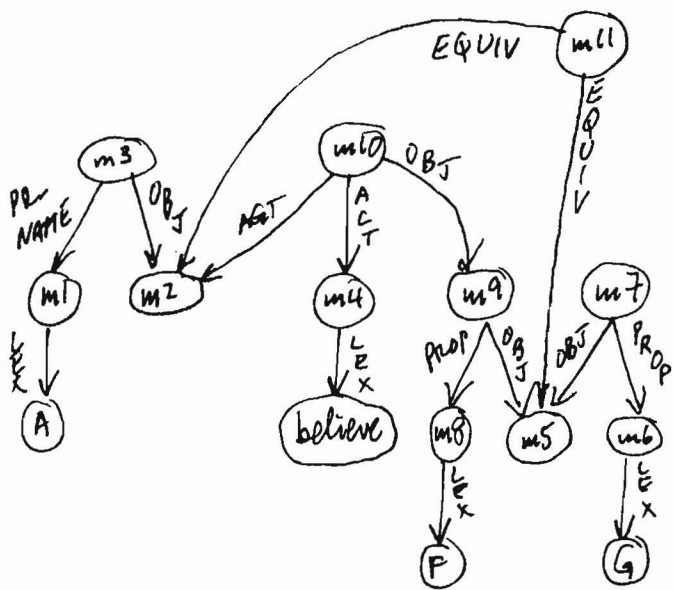 EQUIV
m11
EQUIV
m3
m10
OBJ
PR-NAME
OBJ
AGT
ACT
m1
m2
m4
m9
m7
LEX
LEX
PROP
OBJ
OBJ
PROP
A
believe
m8
m5
m6
LEX
LEX
F
G